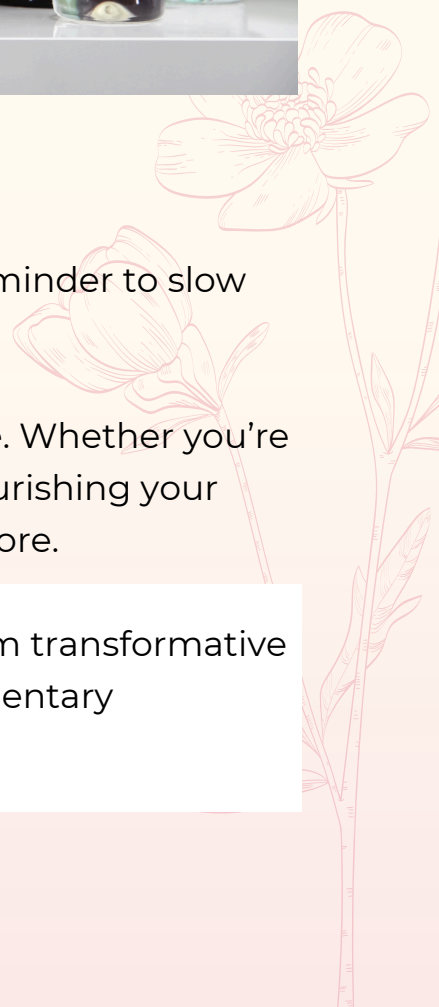 minder to slow
e. Whether you're
urishing your
ore.
m transformative
entary